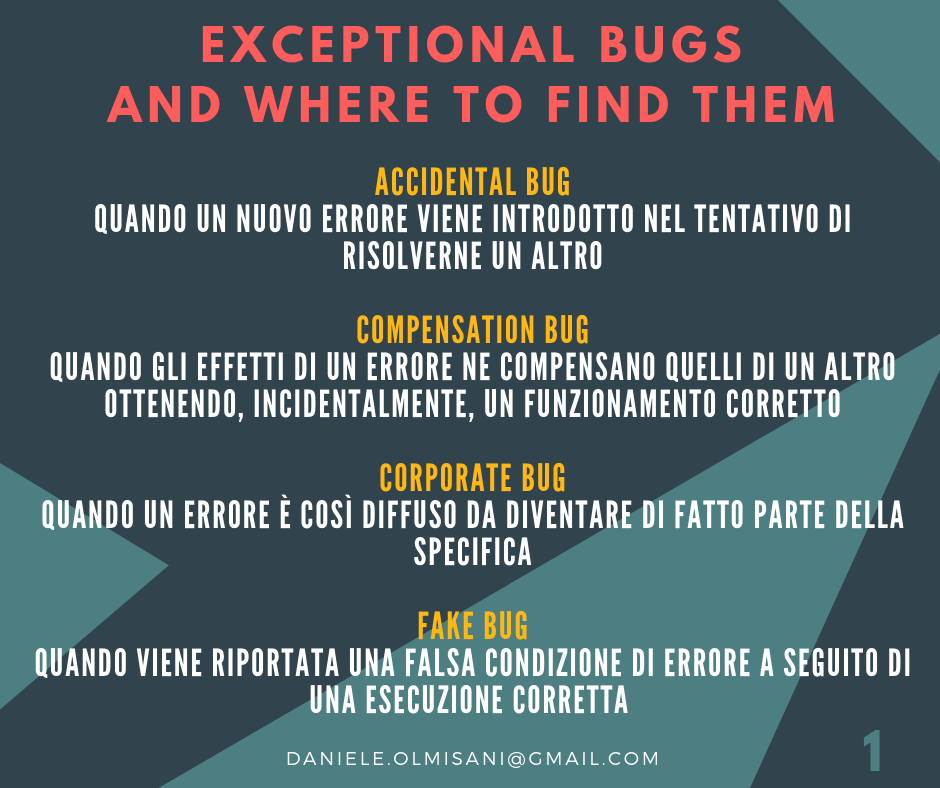 EXCEPTIONAL BUGS
AND WHERE TO FIND THEM
ACCIDENTAL BUG
QUANDO UN NUOVO ERRORE VIENE INTRODOTTO NEL TENTATIVO DI
RISOLVERNE UN ALTRO
COMPENSATION BUG
QUANDO GLI EFFETTI DI UN ERRORE NE COMPENSANO QUELLI DI UN ALTRO
OTTENENDO, INCIDENTALMENTE, UN FUNZIONAMENTO CORRETTO
CORPORATE BUG
QUANDO UN ERRORE È COSÌ DIFFUSO DA DIVENTARE DI FATTO PARTE DELLA
SPECIFICA
FAKE BUG
QUANDO VIENE RIPORTATA UNA FALSA CONDIZIONE DI ERRORE A SEGUITO DI
UNA ESECUZIONE CORRETTA
DANIELE.OLMISANI@GMAIL.COM
1